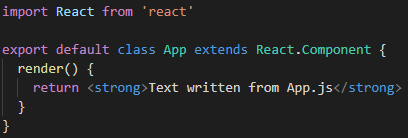 import React from 'react'

export default class App extends React.Component {
  render() {
    return <strong>Text written from App.js</strong>
  }
}